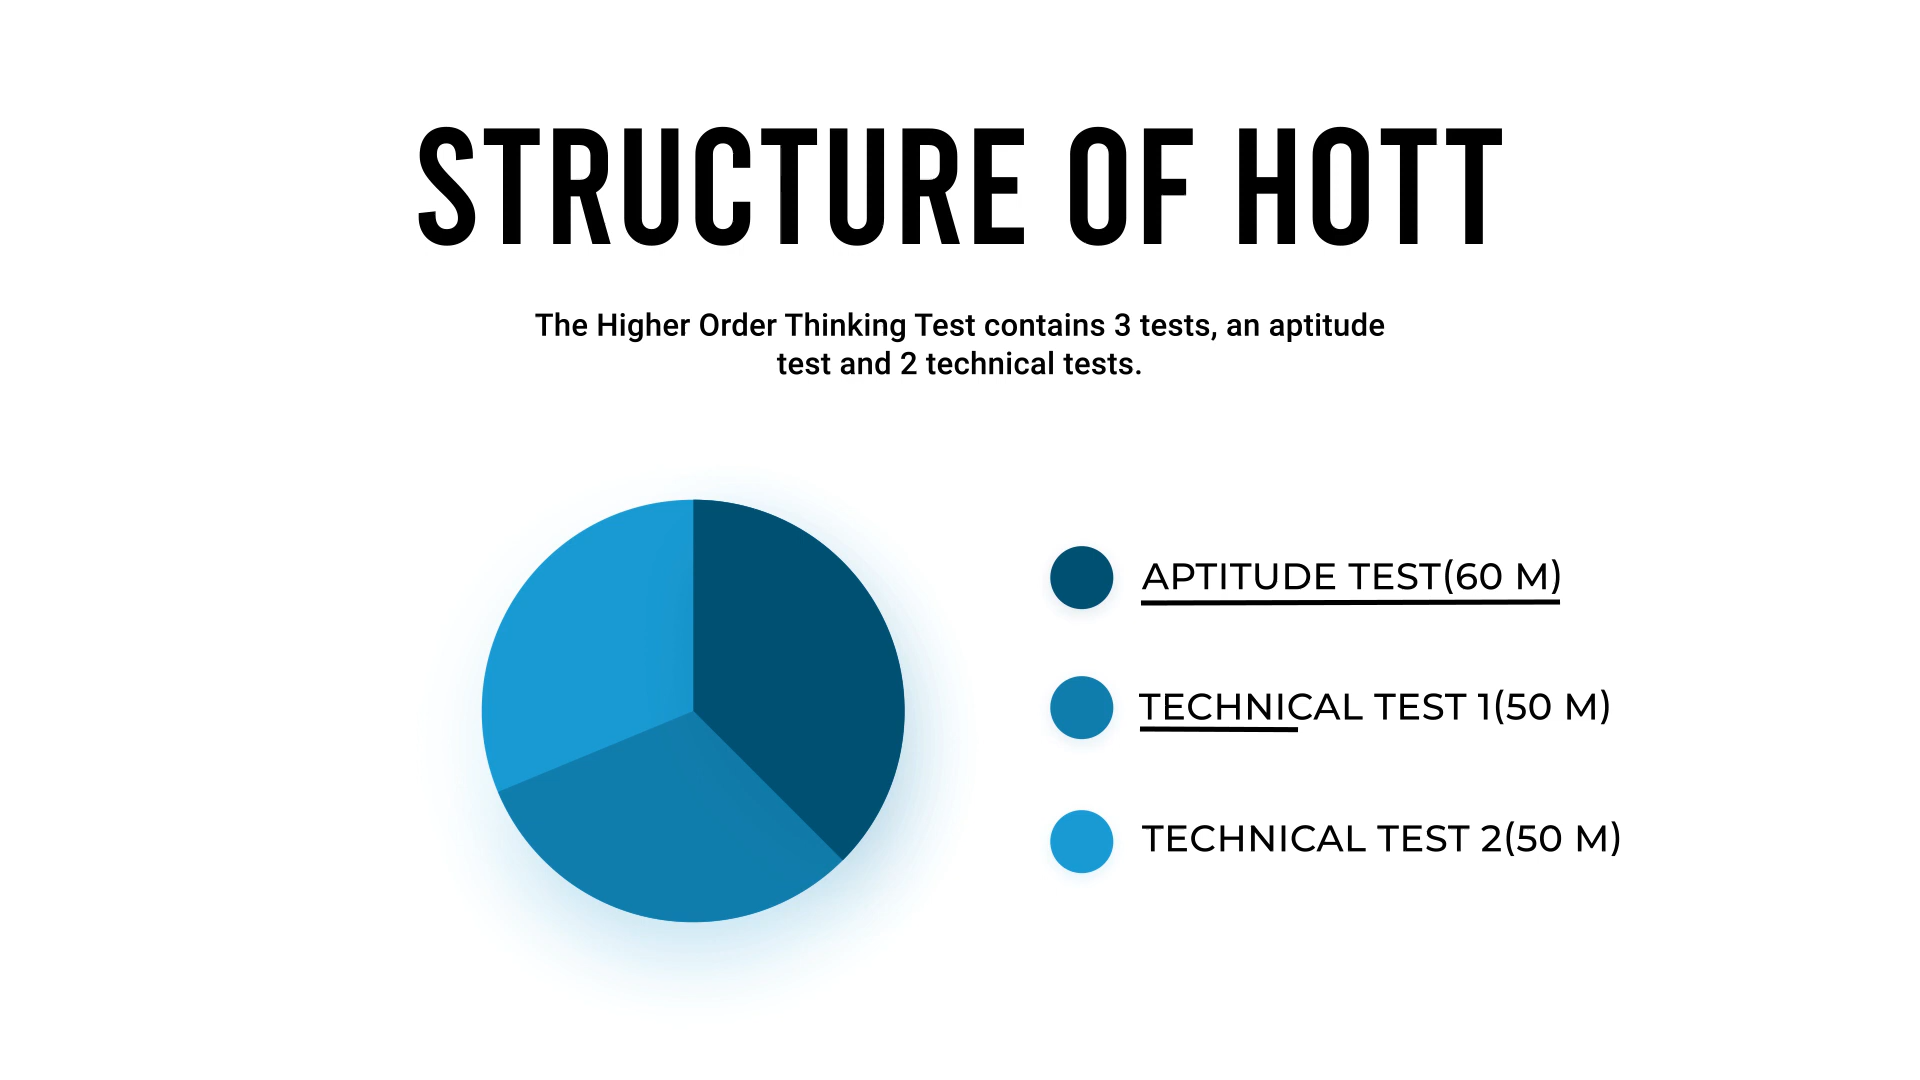 STRUCTURE OF HOTT
The Higher Order Thinking Test contains 3 tests, an aptitude
test and 2 technical tests.
APTITUDE TEST(60 M)
TECHNICAL TEST 1(50 M)
TECHNICAL TEST 2(50 M)